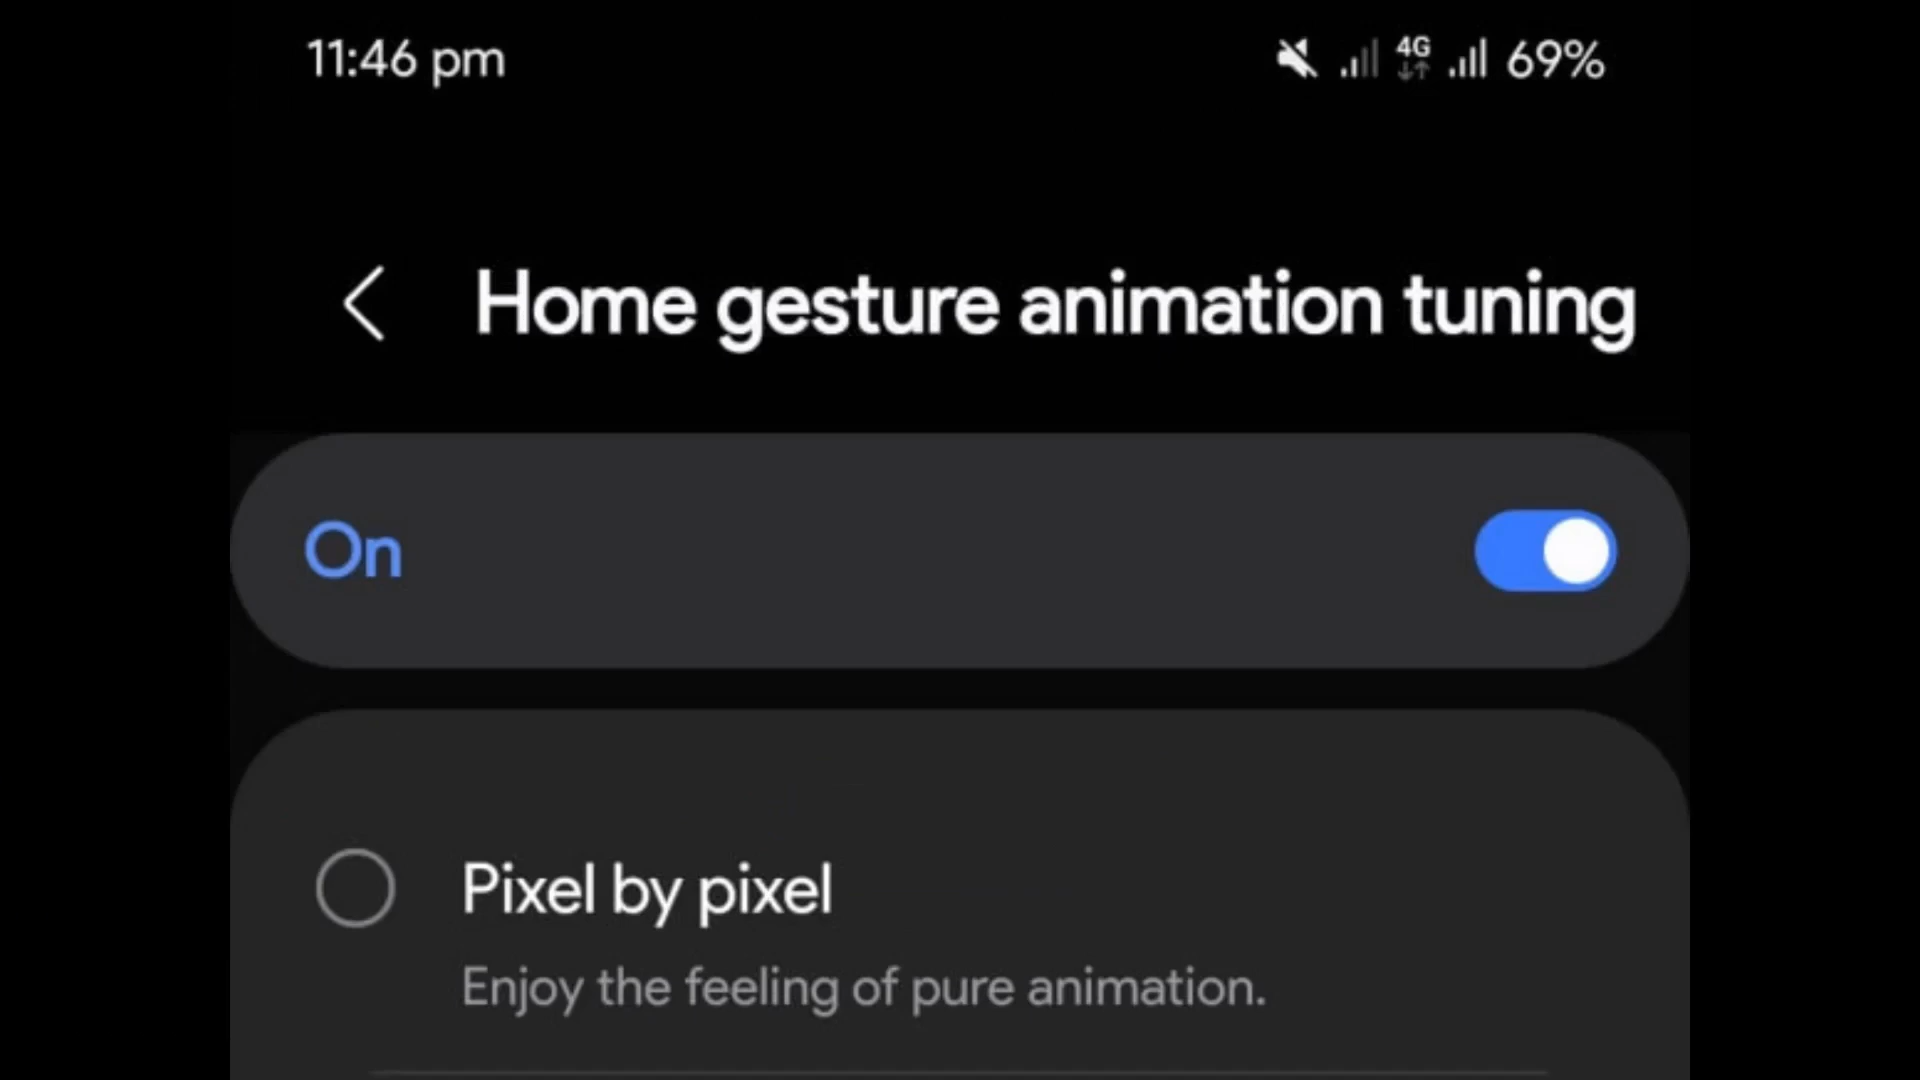 11:46 pm 4G 69%
Home gesture animation tuning
On
Pixel by pixel
Enjoy the feeling of pure animation.